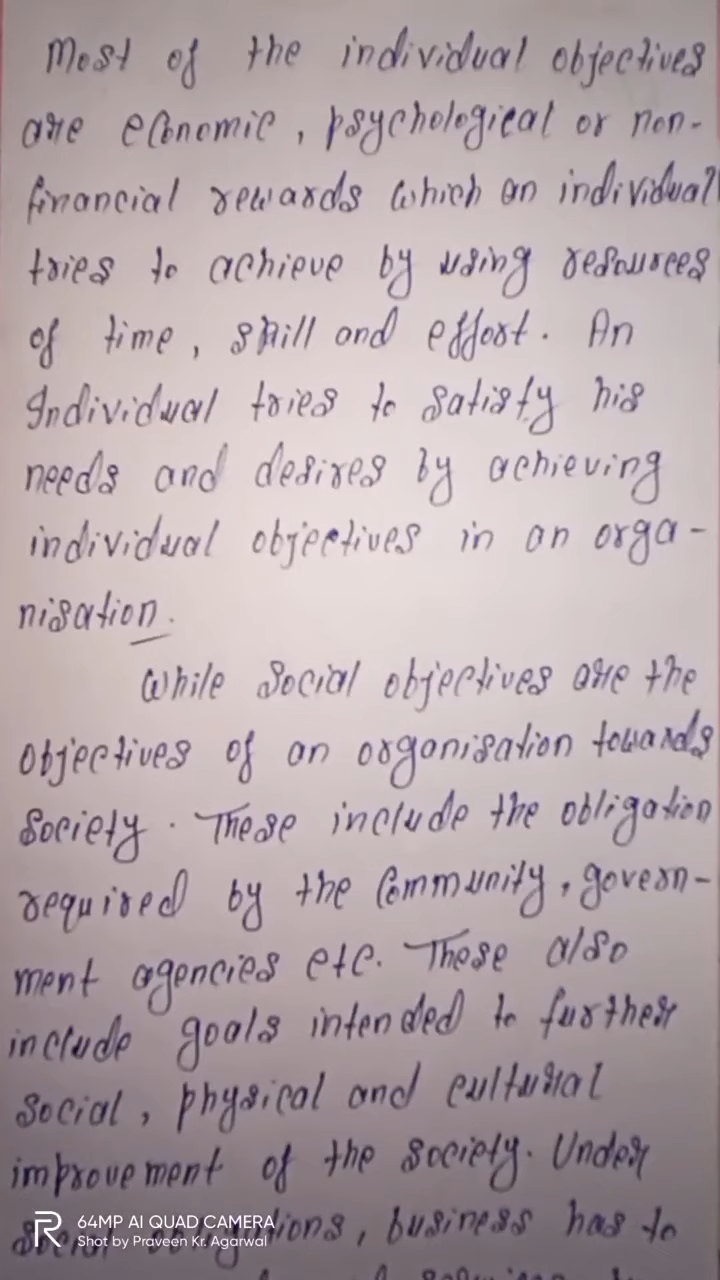 Most of the individual objectives
are economic, psychological or non-
financial rewards which an individual
tries to achieve by using resources
of time, skill and effort. An
Individual tries to satisfy his
needs and desires by achieving
individual objectives in an orga-
nisation.
While social objectives are the
objectives of an organisation towards
society. These include the obligation
required by the community, govern-
ment agencies etc. These also
include goals intended to further
social, physical and cultural
improvement of the society. Under
social obligations, business has to
64MP AI QUAD CAMERA
Shot by Praveen Kr. Agarwal